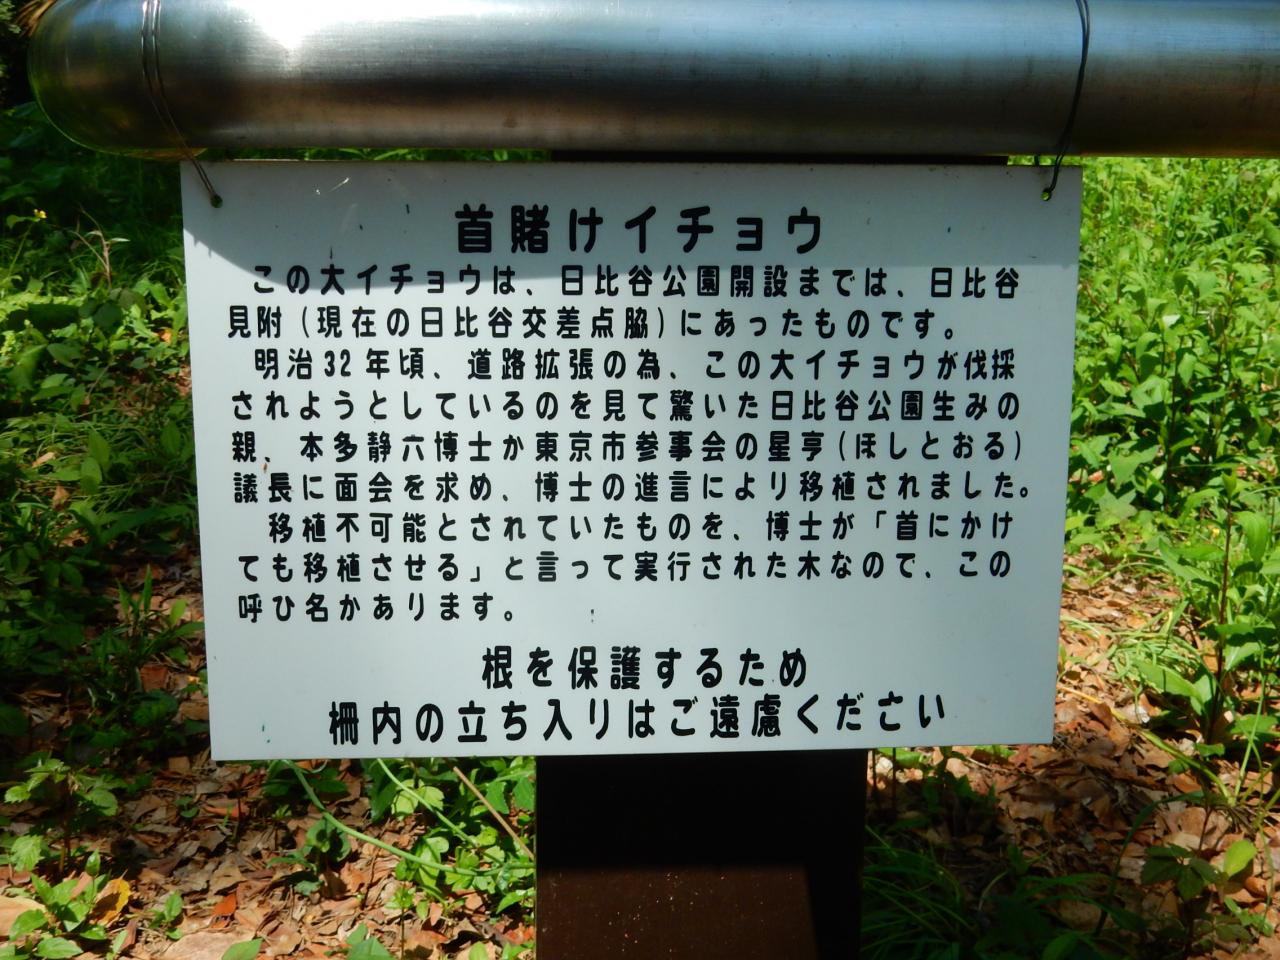 首賭けイチョウ
この大イチョウは、日比谷公園開設までは、日比谷
見附(現在の日比谷交差点脇)にあったものです。
明治32年頃、道路拡張の為、この大イチョウが伐採
されようとしているのを見て驚いた日比谷公園生みの
親、本多静六博士か東京市参事会の星亨(ほしとおる)
議長に面会を求め、博士の進言により移植されました。
移植不可能とされていたものを、博士が「首にかけ
ても移植させる」と言って実行された木なので、この
呼ひ名かあります。
根を保護するため
柵内の立ち入りはご遠慮ください